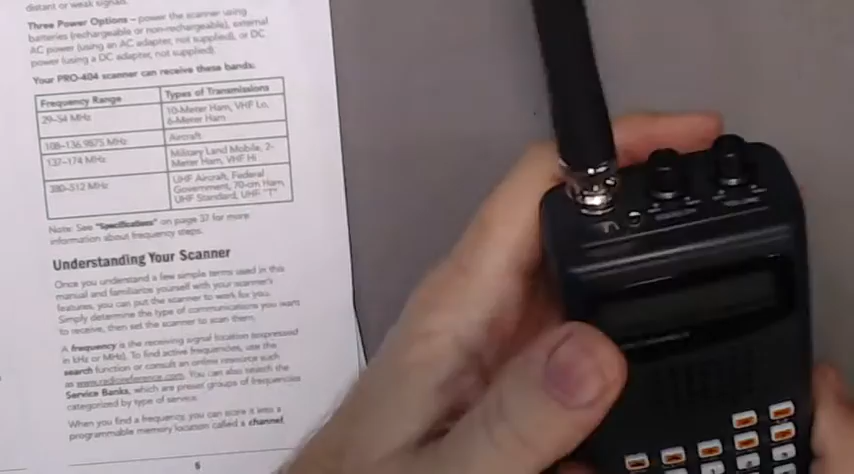 distant or weak signals.
Three Power Options – power the scanner using
batteries (rechargeable or non-rechargeable), external
AC power (using an AC adapter, not supplied), or DC
power (using a DC adapter, not supplied).
Your PRO-404 scanner can receive these bands:
Frequency Range Types of Transmissions
29–54 MHz 10-Meter Ham, VHF Lo,
6-Meter Ham
108–136.9875 MHz Aircraft
137–174 MHz Military Land Mobile, 2-
Meter Ham, VHF Hi
380–512 MHz UHF Aircraft, Federal
Government, 70-cm Ham,
UHF Standard, UHF "T"
Note: See "Specifications" on page 37 for more
information about frequency steps.
Understanding Your Scanner
Once you understand a few simple terms used in this
manual and familiarize yourself with your scanner's
features, you can put the scanner to work for you.
Simply determine the type of communications you want
to receive, then set the scanner to scan them.
A frequency is the receiving signal location (expressed
in kHz or MHz). To find active frequencies, use the
search function or consult an online resource such
as www.radioreference.com. You can also search the
Service Banks, which are preset groups of frequencies
categorized by type of service.
When you find a frequency, you can store it into a
programmable memory location called a channel,